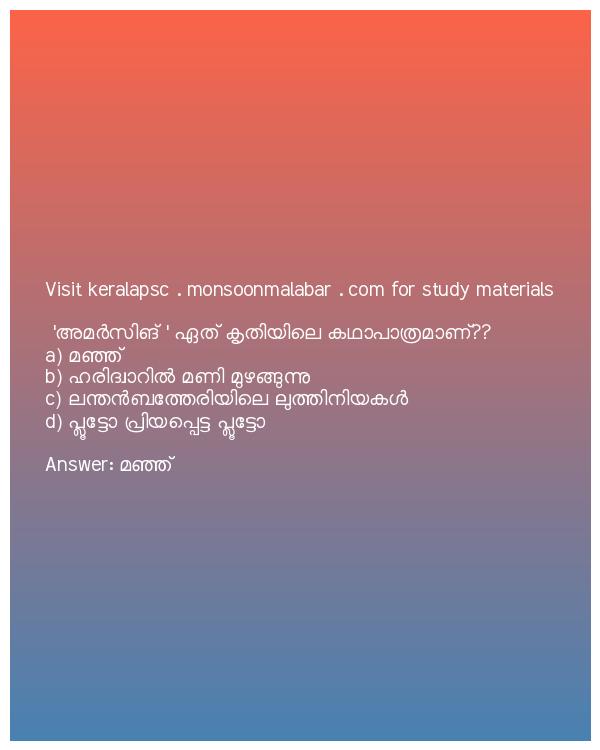 Visit keralapsc . monsoonmalabar . com for study materials
'അമർസിങ് ' ഏത് കൃതിയിലെ കഥാപാത്രമാണ്??
a) മഞ്ഞ്
b) ഹരിദ്വാറിൽ മണി മുഴങ്ങുന്നു
c) ലന്തൻബത്തേരിയിലെ ലുത്തിനിയകൾ
d) പ്ലൂട്ടോ പ്രിയപ്പെട്ട പ്ലൂട്ടോ
Answer: മഞ്ഞ്